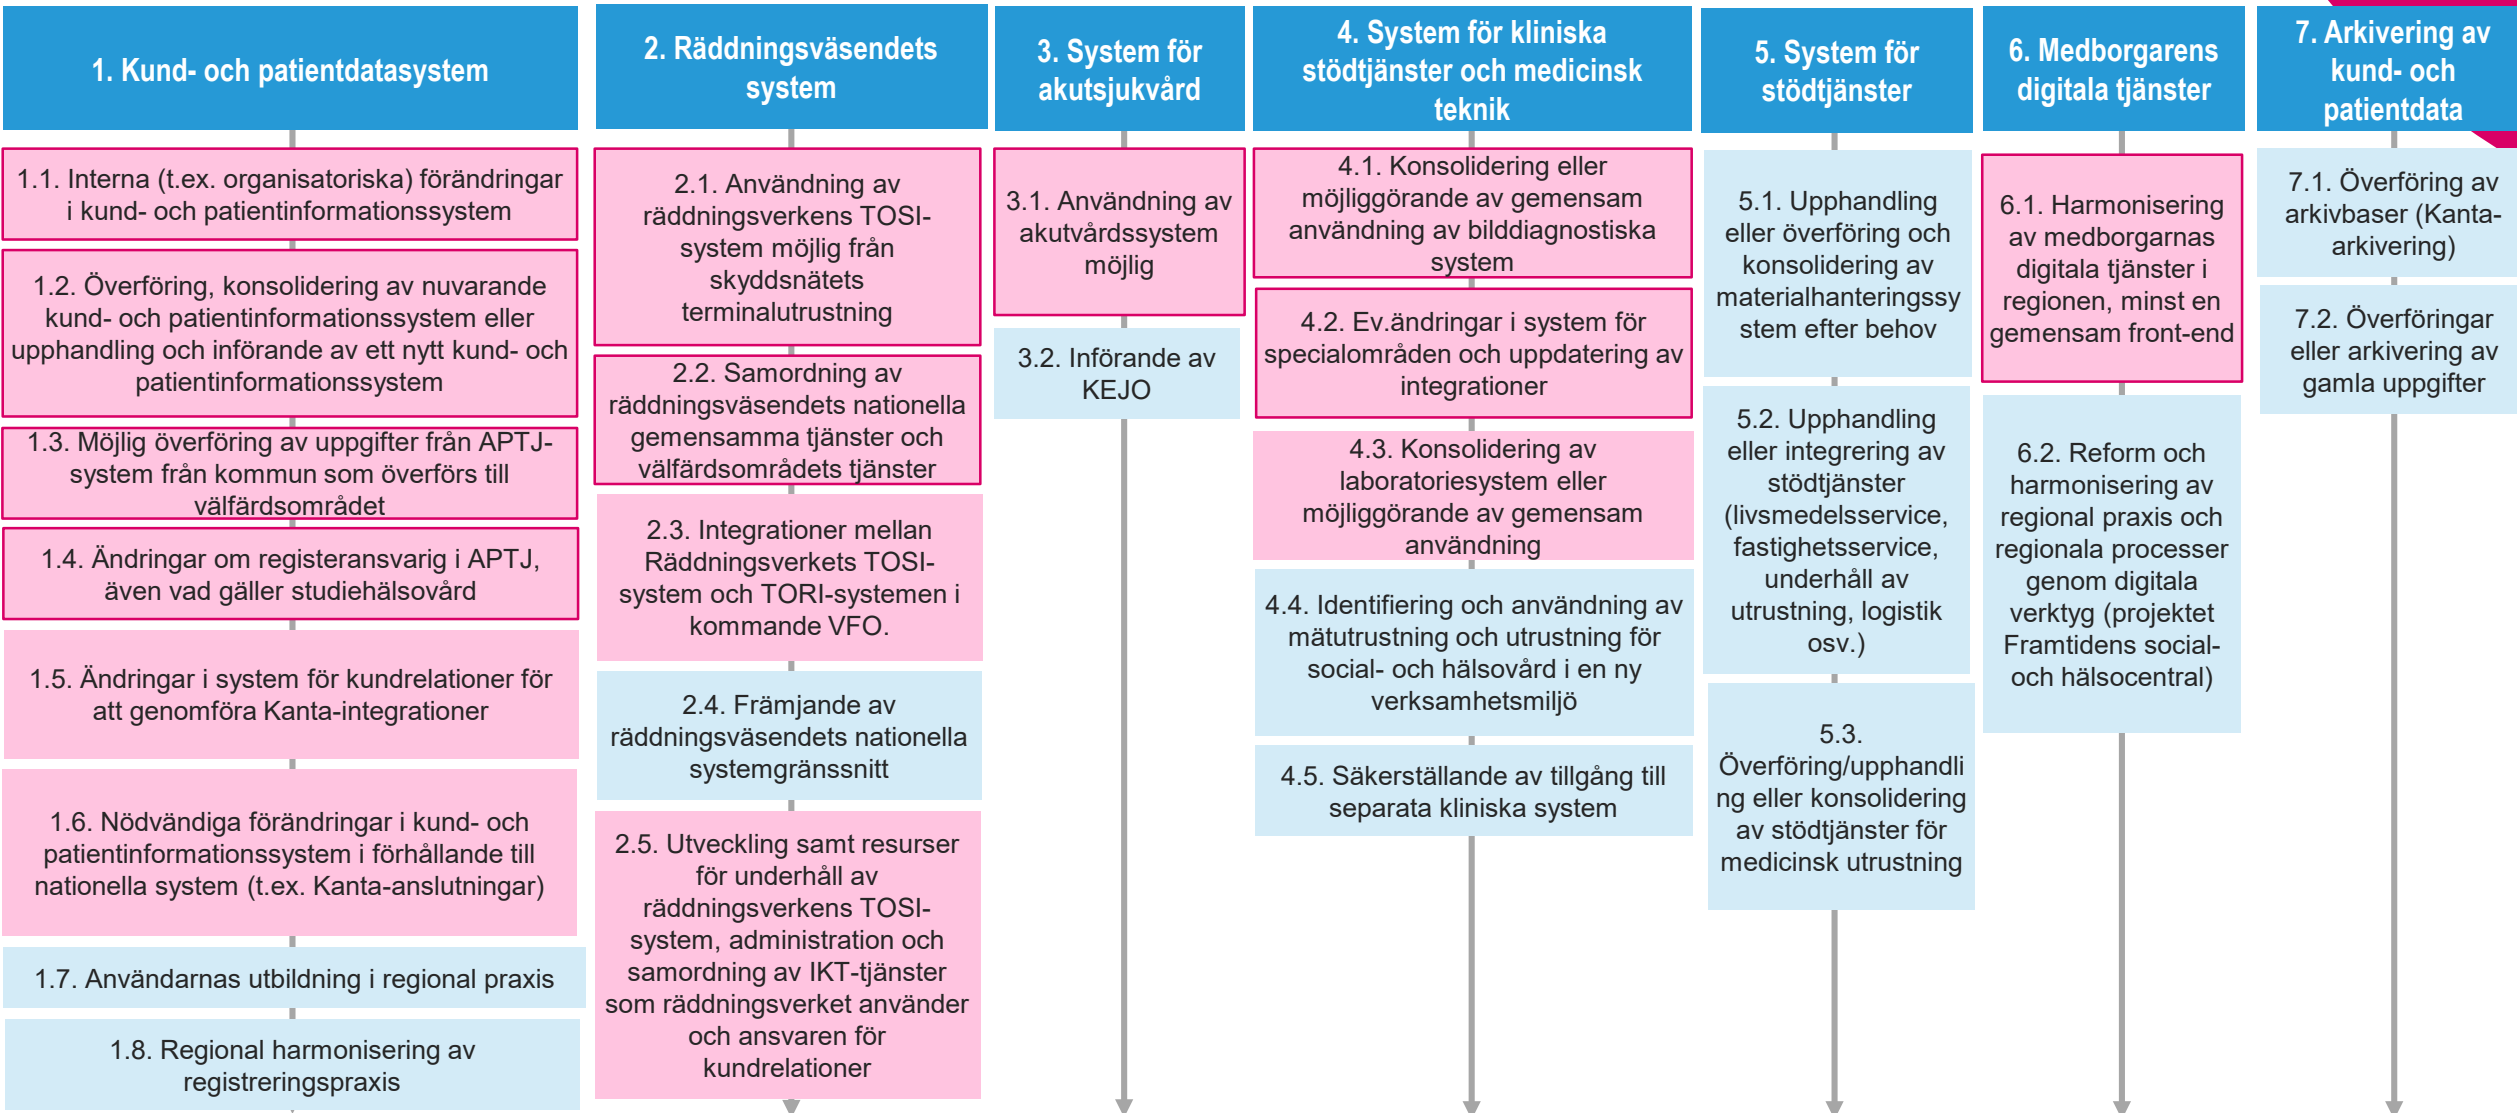 1. Kund- och patientdatasystem
1.1. Interna (t.ex. organisatoriska) förändringar
i kund- och patientinformationssystem
1.2. Överföring, konsolidering av nuvarande
kund- och patientinformationssystem eller
upphandling och införande av ett nytt kund- och
patientinformationssystem
1.3. Möjlig överföring av uppgifter från APTJ-
system från kommun som överförs till
välfärdsområdet
1.4. Ändringar om registeransvarig i APTJ,
även vad gäller studiehälsovård
1.5. Ändringar i system för kundrelationer för
att genomföra Kanta-integrationer
1.6. Nödvändiga förändringar i kund- och
patientinformationssystem i förhållande till
nationella system (t.ex. Kanta-anslutningar)
1.7. Användarnas utbildning i regional praxis
1.8. Regional harmonisering av
registreringspraxis
2. Räddningsväsendets
system
2.1. Användning av
räddningsverkens TOSI-
system möjlig från
skyddsnätets
terminalutrustning
2.2. Samordning av
räddningsväsendets nationella
gemensamma tjänster och
välfärdsområdets tjänster
2.3. Integrationer mellan
Räddningsverkets TOSI-
system och TORI-systemen i
kommande VFO.
2.4. Främjande av
räddningsväsendets nationella
systemgränssnitt
2.5. Utveckling samt resurser
för underhåll av
räddningsverkens TOSI-
system, administration och
samordning av IKT-tjänster
som räddningsverket använder
och ansvaren för
kundrelationer
3. System för
akutsjukvård
3.1. Användning av
akutvårdssystem
möjlig
3.2. Införande av
KEJO
4. System för kliniska
stödtjänster och medicinsk
teknik
4.1. Konsolidering eller
möjliggörande av gemensam
användning av bilddiagnostiska
system
4.2. Ev.ändringar i system för
specialområden och uppdatering av
integrationer
4.3. Konsolidering av
laboratoriesystem eller
möjliggörande av gemensam
användning
4.4. Identifiering och användning av
mätutrustning och utrustning för
social- och hälsovård i en ny
verksamhetsmiljö
4.5. Säkerställande av tillgång till
separata kliniska system
5. System för
stödtjänster
5.1. Upphandling
eller överföring och
konsolidering av
materialhanteringssy
stem efter behov
5.2. Upphandling
eller integrering av
stödtjänster
(livsmedelsservice,
fastighetsservice,
underhåll av
utrustning, logistik
osv.)
5.3.
Överföring/upphandli
ng eller konsolidering
av stödtjänster för
medicinsk utrustning
6. Medborgarens
digitala tjänster
6.1. Harmonisering
av medborgarnas
digitala tjänster i
regionen, minst en
gemensam front-end
6.2. Reform och
harmonisering av
regional praxis och
regionala processer
genom digitala
verktyg (projektet
Framtidens social-
och hälsocentral)
7. Arkivering av
kund- och
patientdata
7.1. Överföring av
arkivbaser (Kanta-
arkivering)
7.2. Överföringar
eller arkivering av
gamla uppgifter